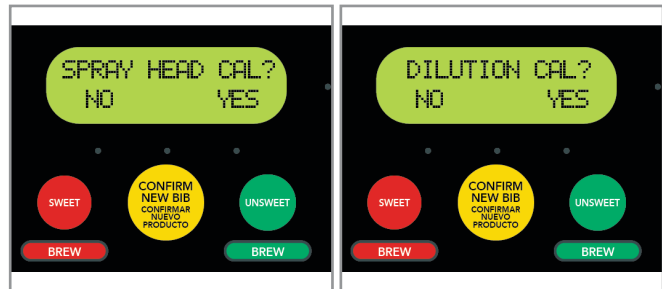 SPRAY HEAD CAL?
NO YES
SWEET
CONFIRM
NEW BIB
CONFIRMAR
NUEVO
PRODUCTO
UNSWEET
BREW
BREW
DILUTION CAL?
NO YES
SWEET
CONFIRM
NEW BIB
CONFIRMAR
NUEVO
PRODUCTO
UNSWEET
BREW
BREW